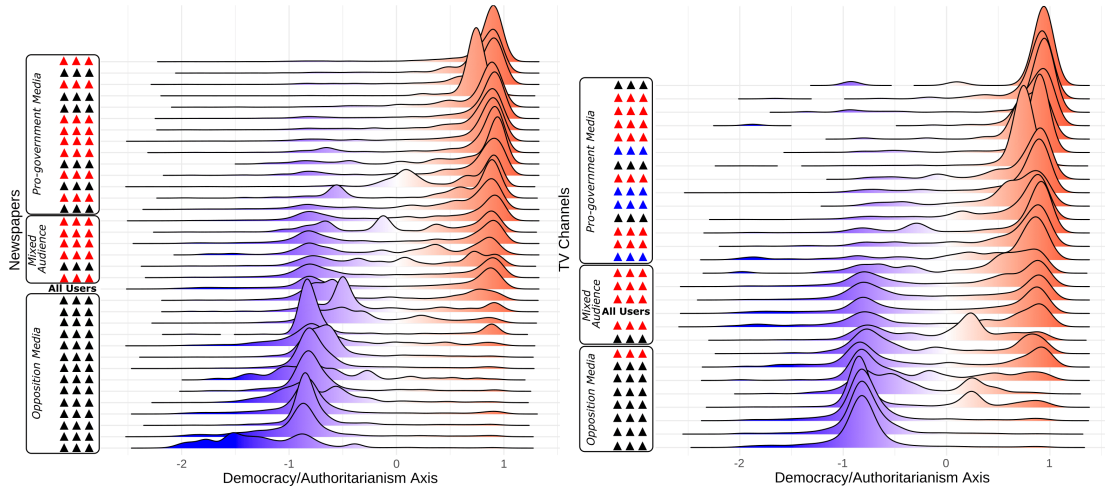 Newspapers
Pro-government Media
Mixed
Audience
All Users
Opposition Media
-2 -1 0 1
Democracy/Authoritarianism Axis
TV Channels
Pro-government Media
Mixed
Audience
All Users
Opposition Media
-2 -1 0 1
Democracy/Authoritarianism Axis